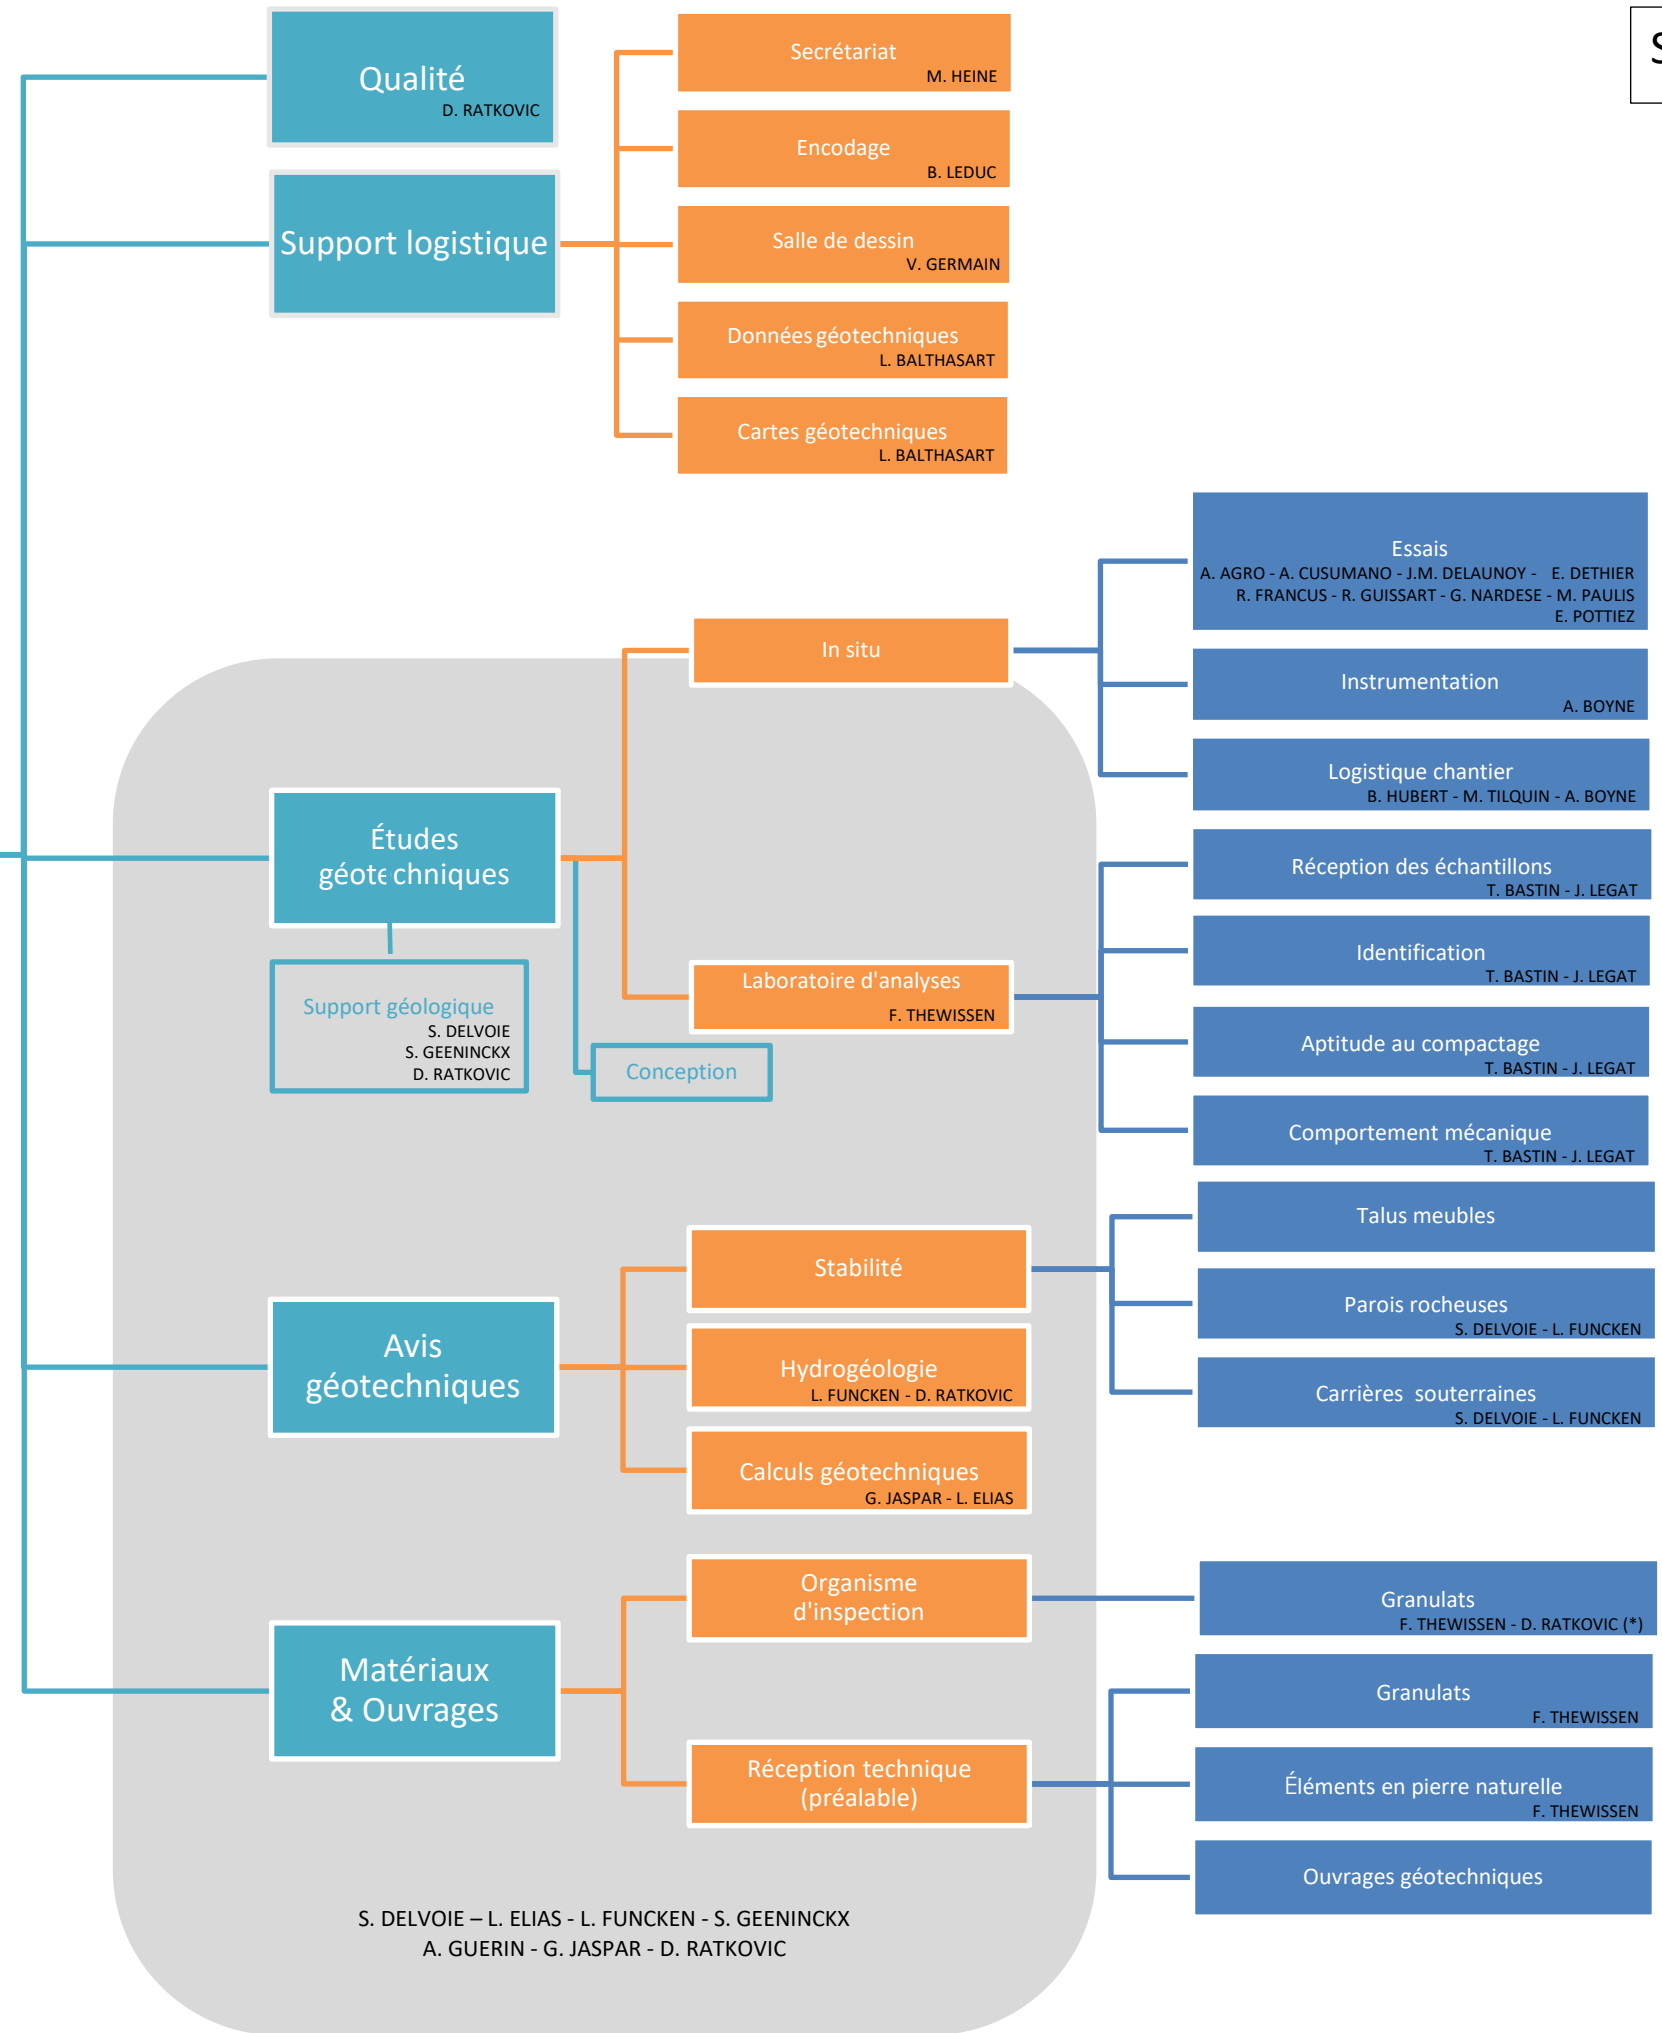 S
Qualité
D. RATKOVIC
Support logistique
Secrétariat
M. HEINE
Encodage
B. LEDUC
Salle de dessin
V. GERMAIN
Données géotechniques
L. BALTHASART
Cartes géotechniques
L. BALTHASART
Études
géotechniques
Support géologique
S. DELVOIE
S. GEENINCKX
D. RATKOVIC
Conception
In situ
Essais
A. AGRO - A. CUSUMANO - J.M. DELAUNOY - E. DETHIER
R. FRANCUS - R. GUISSART - G. NARDESE - M. PAULIS
E. POTTIEZ
Instrumentation
A. BOYNE
Logistique chantier
B. HUBERT - M. TILQUIN - A. BOYNE
Laboratoire d'analyses
F. THEWISSEN
Réception des échantillons
T. BASTIN - J. LEGAT
Identification
T. BASTIN - J. LEGAT
Aptitude au compactage
T. BASTIN - J. LEGAT
Comportement mécanique
T. BASTIN - J. LEGAT
Avis
géotechniques
Stabilité
Talus meubles
Parois rocheuses
S. DELVOIE - L. FUNCKEN
Carrières souterraines
S. DELVOIE - L. FUNCKEN
Hydrogéologie
L. FUNCKEN - D. RATKOVIC
Calculs géotechniques
G. JASPAR - L. ELIAS
Matériaux
& Ouvrages
Organisme
d'inspection
Granulats
F. THEWISSEN - D. RATKOVIC (*)
Réception technique
(préalable)
Granulats
F. THEWISSEN
Éléments en pierre naturelle
F. THEWISSEN
Ouvrages géotechniques
S. DELVOIE – L. ELIAS - L. FUNCKEN - S. GEENINCKX
A. GUERIN - G. JASPAR - D. RATKOVIC